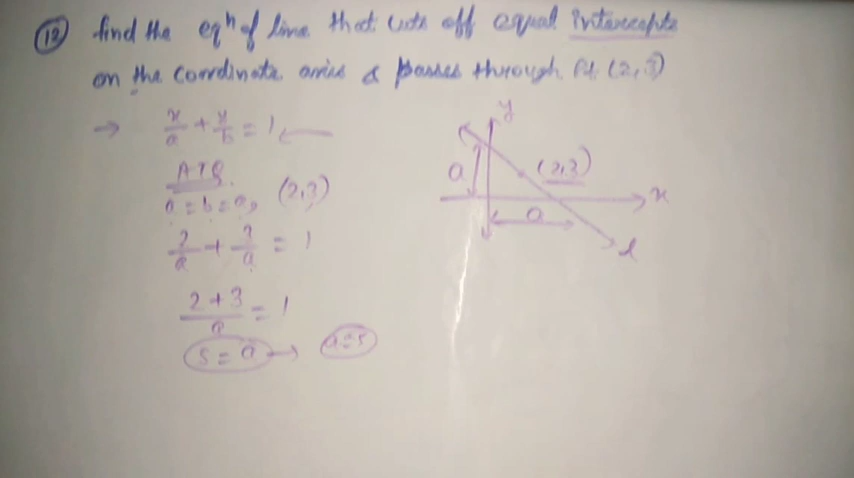 (12) find the eqn of line that cuts off equal intercepts
on the coordinate axies & passes through Pt. (2,3)
→ x/a + y/b = 1
ATQ.
a = b = a, (2,3)
2/a + 3/a = 1
2+3/a = 1
5 = a → a=5
y
a
(2,3)
x
a
l